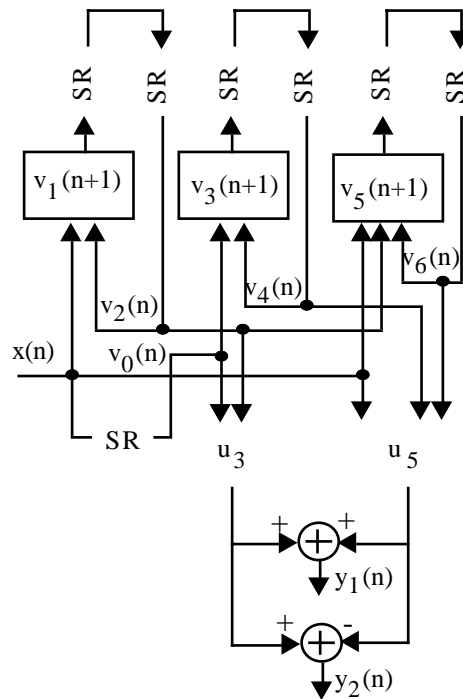 SR SR SR SR SR SR
v1(n+1) v3(n+1) v5(n+1)
v6(n)
v2(n) v4(n)
x(n) v0(n)
SR u3 u5
+ +
+
y1(n)
+ -
+
y2(n)